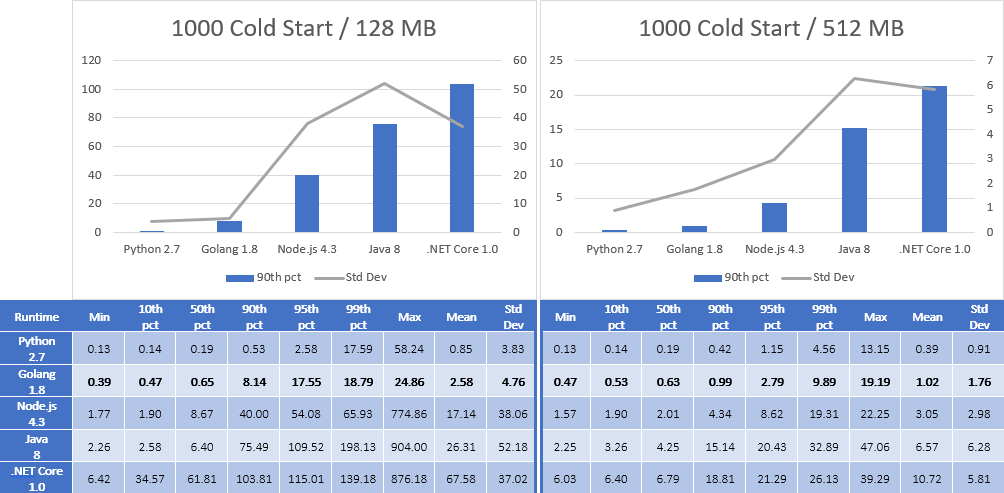 1000 Cold Start / 128 MB
120
100
80
60
40
20
0
60
50
40
30
20
10
0
Python 2.7 Golang 1.8 Node.js 4.3 Java 8 .NET Core 1.0
90th pct Std Dev
1000 Cold Start / 512 MB
25
20
15
10
5
0
7
6
5
4
3
2
1
0
Python 2.7 Golang 1.8 Node.js 4.3 Java 8 .NET Core 1.0
90th pct Std Dev
Runtime Min 10th pct 50th pct 90th pct 95th pct 99th pct Max Mean Std Dev Min 10th pct 50th pct 90th pct 95th pct 99th pct Max Mean Std Dev
Python 2.7 0.13 0.14 0.19 0.53 2.58 17.59 58.24 0.85 3.83 0.13 0.14 0.19 0.42 1.15 4.56 13.15 0.39 0.91
Golang 1.8 0.39 0.47 0.65 8.14 17.55 18.79 24.86 2.58 4.76 0.47 0.53 0.63 0.99 2.79 9.89 19.19 1.02 1.76
Node.js 4.3 1.77 1.90 8.67 40.00 54.08 65.93 774.86 17.14 38.06 1.57 1.90 2.01 4.34 8.62 19.31 22.25 3.05 2.98
Java 8 2.26 2.58 6.40 75.49 109.52 198.13 904.00 26.31 52.18 2.25 3.26 4.25 15.14 20.43 32.89 47.06 6.57 6.28
.NET Core 1.0 6.42 34.57 61.81 103.81 115.01 139.18 876.18 67.58 37.02 6.03 6.40 6.79 18.81 21.29 26.13 39.29 10.72 5.81